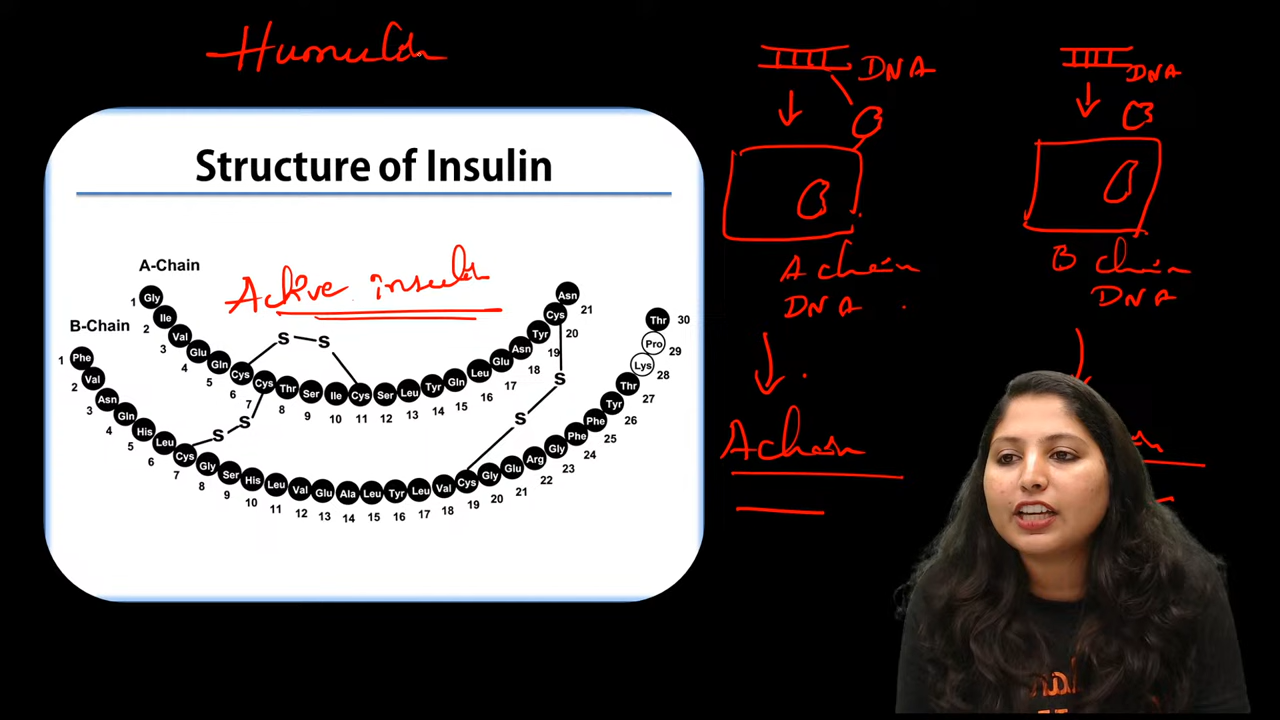 Humulin
DNA
DNA
Structure of Insulin
A chain
DNA
B chain
DNA
Active insulin
A-Chain
1 Gly
2 Ile
3 Val
4 Glu
5 Gln
6 Cys
7 Cys
8 Thr
9 Ser
10 Ile
11 Cys
12 Ser
13 Leu
14 Tyr
15 Gln
16 Leu
17 Glu
18 Asn
19 Tyr
20 Cys
21 Asn
S S
S S
S
S
B-Chain
1 Phe
2 Val
3 Asn
4 Gln
5 His
6 Leu
7 Cys
8 Gly
9 Ser
10 His
11 Leu
12 Val
13 Glu
14 Ala
15 Leu
16 Tyr
17 Leu
18 Val
19 Cys
20 Gly
21 Glu
22 Arg
23 Gly
24 Phe
25 Phe
26 Tyr
27 Thr
28 Lys
29 Pro
30 Thr
A chain